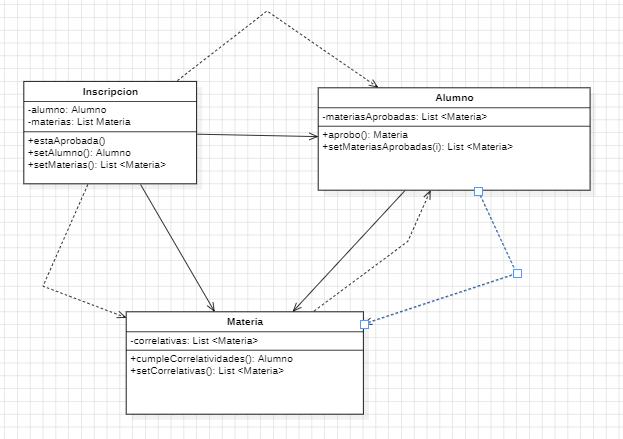 Inscripcion
-alumno: Alumno
-materias: List Materia
+estaAprobada()
+setAlumno(): Alumno
+setMaterias(): List <Materia>
Alumno
-materiasAprobadas: List <Materia>
+aprobo(): Materia
+setMateriasAprobadas(i): List <Materia>
Materia
-correlativas: List <Materia>
+cumpleCorrelatividades(): Alumno
+setCorrelativas(): List <Materia>